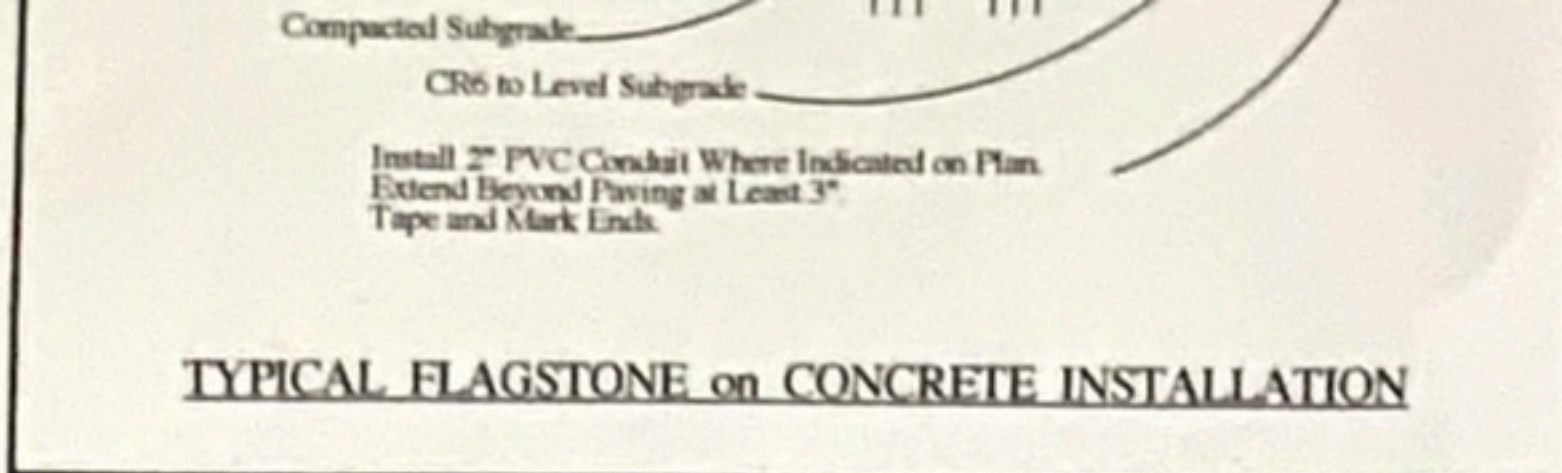 Compacted Subgrade
CR6 to Level Subgrade
Install 2" PVC Conduit Where Indicated on Plan.
Extend Beyond Paving at Least 3".
Tape and Mark Ends.
TYPICAL FLAGSTONE on CONCRETE INSTALLATION